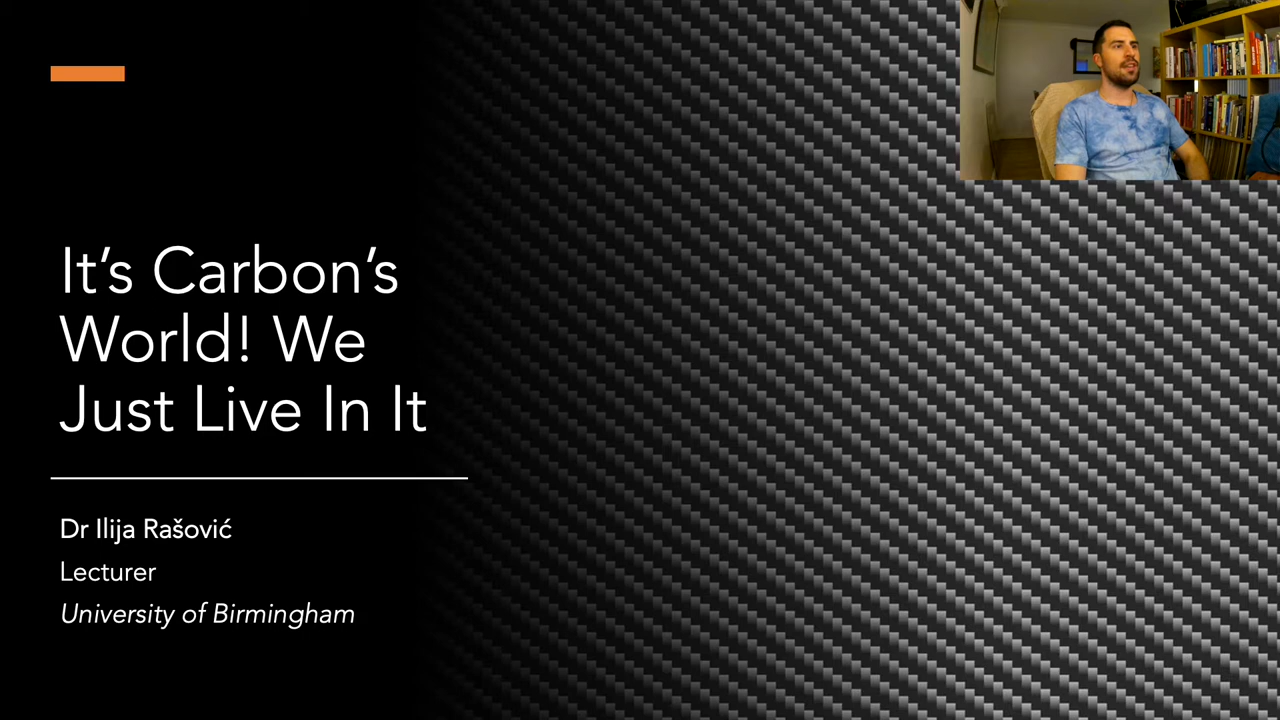 It’s Carbon’s
World! We
Just Live In It
Dr Ilija Rašović
Lecturer
University of Birmingham